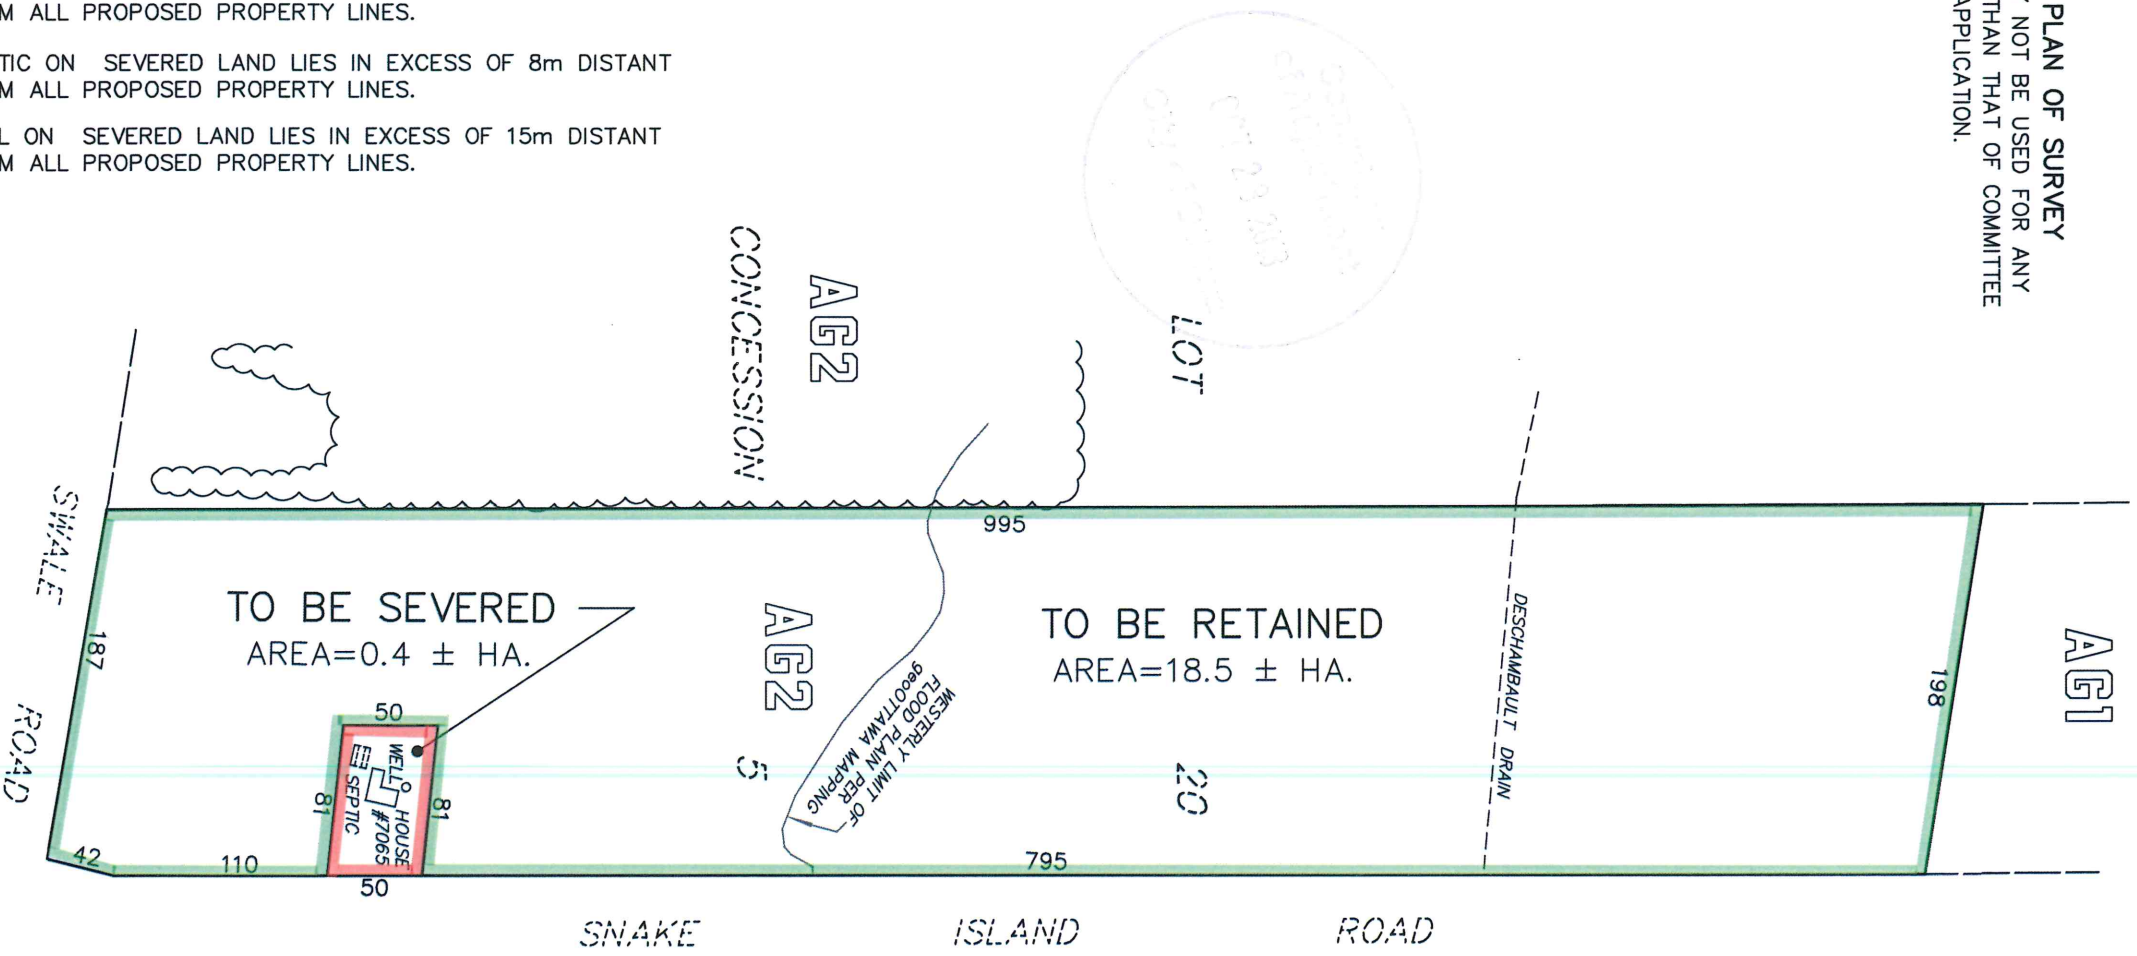 M ALL PROPOSED PROPERTY LINES.
TIC ON SEVERED LAND LIES IN EXCESS OF 8m DISTANT
M ALL PROPOSED PROPERTY LINES.
L ON SEVERED LAND LIES IN EXCESS OF 15m DISTANT
M ALL PROPOSED PROPERTY LINES.
PLAN OF SURVEY
NOT BE USED FOR ANY
THAN THAT OF COMMITTEE
APPLICATION.
CONCESSION
AG2
LOT
SWALE
ROAD
995
TO BE SEVERED
AREA=0.4 ± HA.
AG2
5
TO BE RETAINED
AREA=18.5 ± HA.
20
WESTERLY LIMIT OF
FLOOD PLAIN PER
geoOTTAWA MAPPING
DESCHAMBAULT DRAIN
198
AG1
187
50
81
WELL
HOUSE
#7065
SEPTIC
81
42
110
50
795
SNAKE ISLAND ROAD